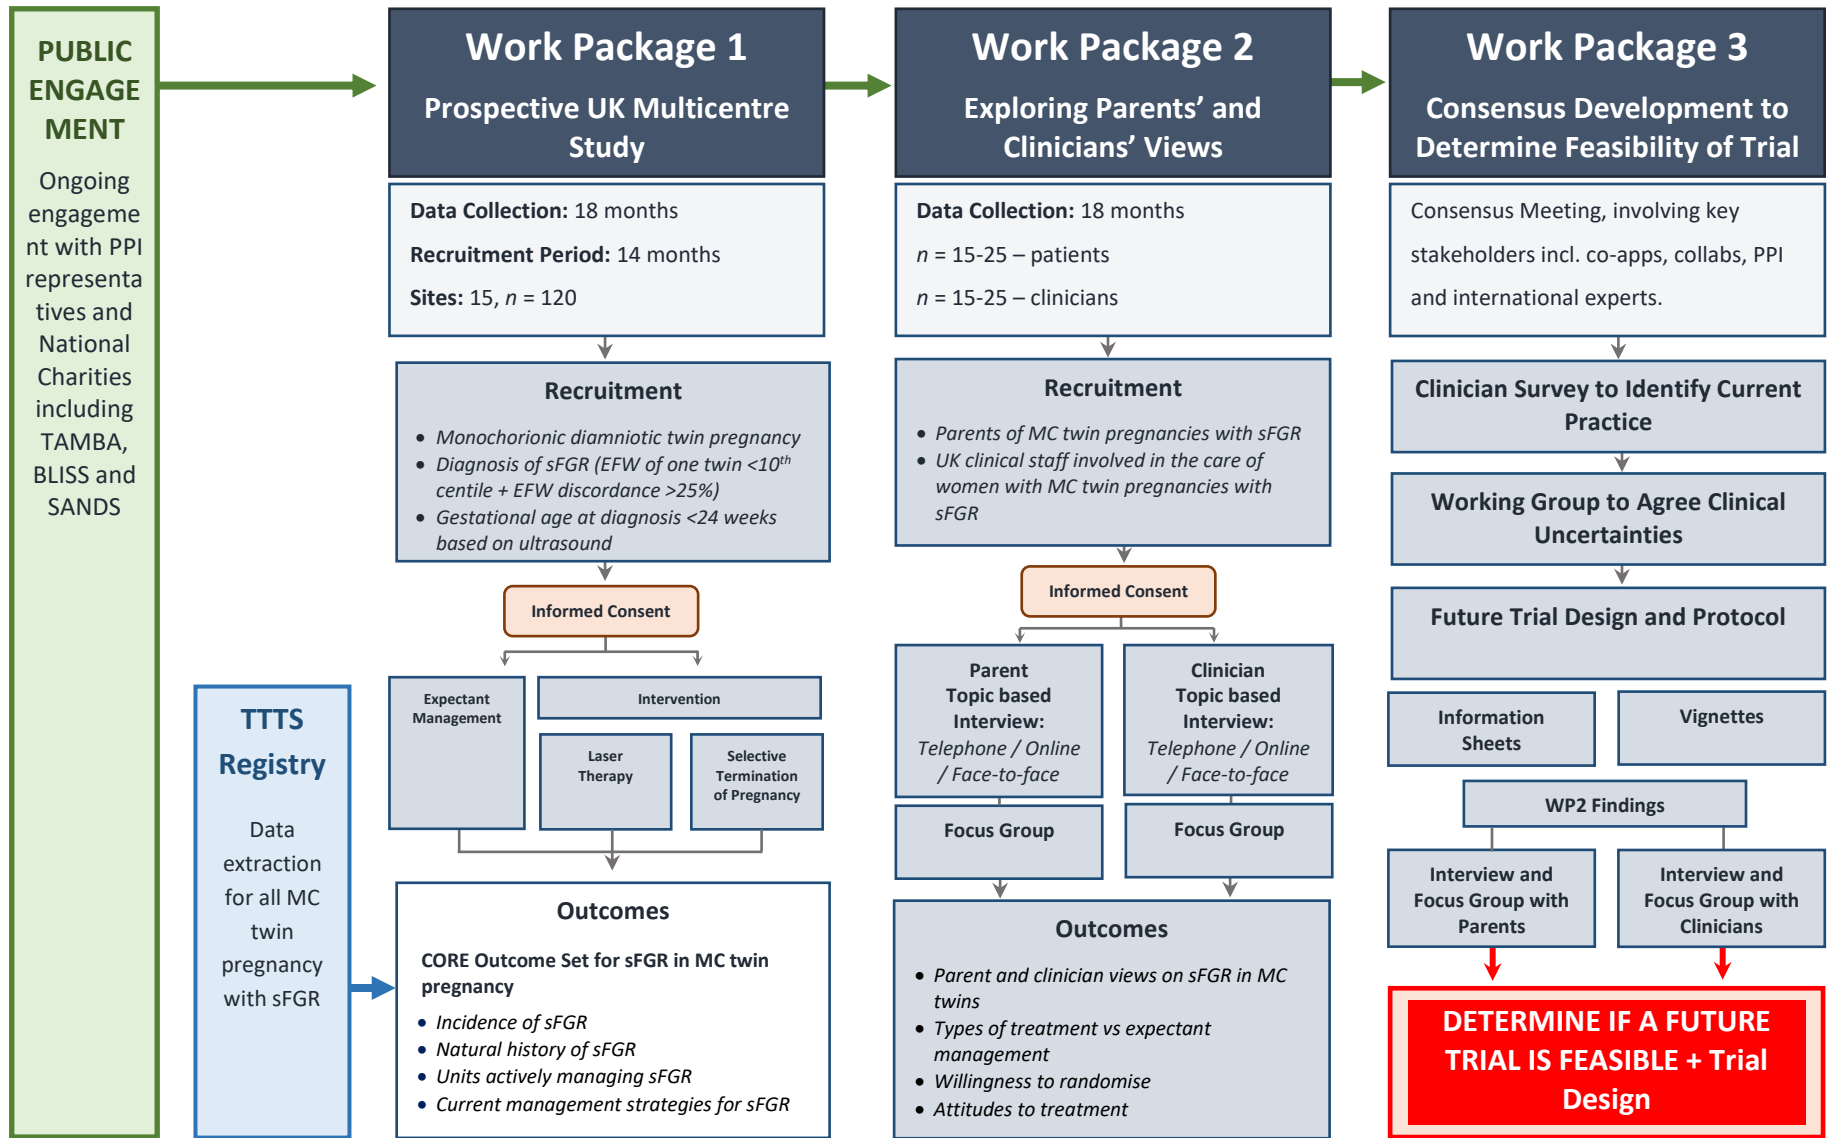 PUBLIC
ENGAGE
MENT
Ongoing
engageme
nt with PPI
representa
tives and
National
Charities
including
TAMBA,
BLISS and
SANDS
TTTS
Registry
Data
extraction
for all MC
twin
pregnancy
with sFGR
Work Package 1
Prospective UK Multicentre
Study
Data Collection: 18 months
Recruitment Period: 14 months
Sites: 15, n = 120
Recruitment
• Monochorionic diamniotic twin pregnancy
• Diagnosis of sFGR (EFW of one twin <10th
centile + EFW discordance >25%)
• Gestational age at diagnosis <24 weeks
based on ultrasound
Informed Consent
Expectant
Management
Intervention
Laser
Therapy
Selective
Termination
of Pregnancy
Outcomes
CORE Outcome Set for sFGR in MC twin
pregnancy
• Incidence of sFGR
• Natural history of sFGR
• Units actively managing sFGR
• Current management strategies for sFGR
Work Package 2
Exploring Parents’ and
Clinicians’ Views
Data Collection: 18 months
n = 15-25 – patients
n = 15-25 – clinicians
Recruitment
• Parents of MC twin pregnancies with sFGR
• UK clinical staff involved in the care of
women with MC twin pregnancies with
sFGR
Informed Consent
Parent
Topic based
Interview:
Telephone / Online
/ Face-to-face
Focus Group
Clinician
Topic based
Interview:
Telephone / Online
/ Face-to-face
Focus Group
Outcomes
• Parent and clinician views on sFGR in MC
twins
• Types of treatment vs expectant
management
• Willingness to randomise
• Attitudes to treatment
Work Package 3
Consensus Development to
Determine Feasibility of Trial
Consensus Meeting, involving key
stakeholders incl. co-apps, collabs, PPI
and international experts.
Clinician Survey to Identify Current
Practice
Working Group to Agree Clinical
Uncertainties
Future Trial Design and Protocol
Information
Sheets
Vignettes
WP2 Findings
Interview and
Focus Group with
Parents
Interview and
Focus Group with
Clinicians
DETERMINE IF A FUTURE
TRIAL IS FEASIBLE + Trial
Design